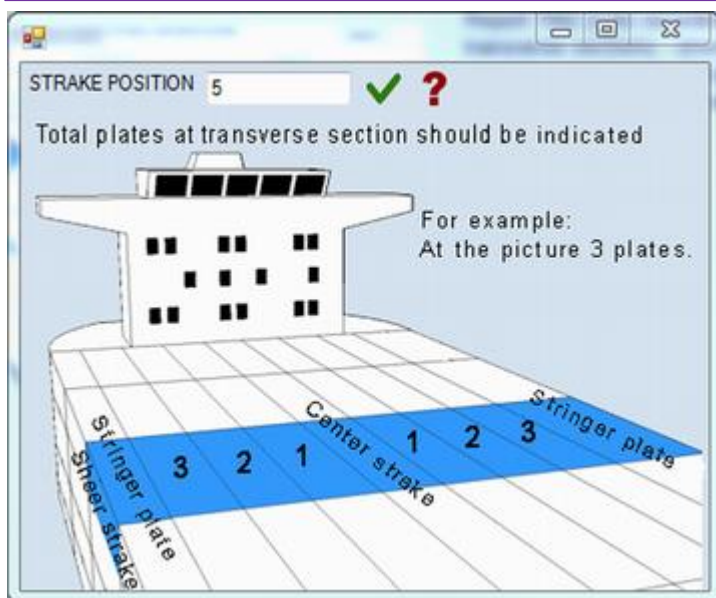 STRAKE POSITION 5
Total plates at transverse section should be indicated
For example:
At the picture 3 plates.
Stringer plate
Center strake
Stringer plate
Sheer strake
3 2 1 1 2 3